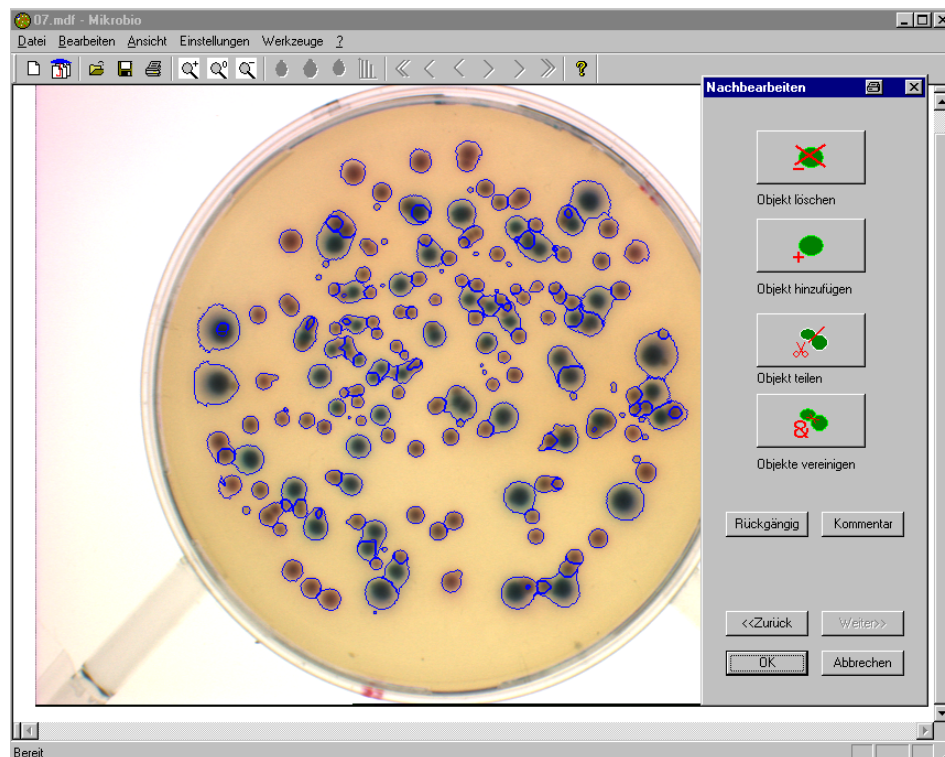 07.mdf - Mikrobio
Datei Bearbeiten Ansicht Einstellungen Werkzeuge ?
Nachbearbeiten
Objekt löschen
Objekt hinzufügen
Objekt teilen
Objekte vereinigen
Rückgängig Kommentar
<<Zurück Weiter>>
OK Abbrechen
Bereit